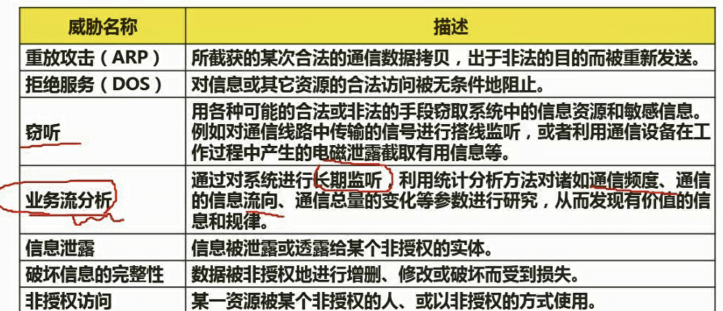 威胁名称 描述
重放攻击（ARP） 所截获的某次合法的通信数据拷贝，出于非法的目的而被重新发送。
拒绝服务（DOS） 对信息或其它资源的合法访问被无条件地阻止。
窃听 用各种可能的合法或非法的手段窃取系统中的信息资源和敏感信息。
例如对通信线路中传输的信号进行搭线监听，或者利用通信设备在工
作过程中产生的电磁泄露截取有用信息等。
业务流分析 通过对系统进行长期监听，利用统计分析方法对诸如通信频度、通信
的信息流向、通信总量的变化等参数进行研究，从而发现有价值的信
息和规律。
信息泄露 信息被泄露或透露给某个非授权的实体。
破坏信息的完整性 数据被非授权地进行增删、修改或破坏而受到损失。
非授权访问 某一资源被某个非授权的人、或以非授权的方式使用。